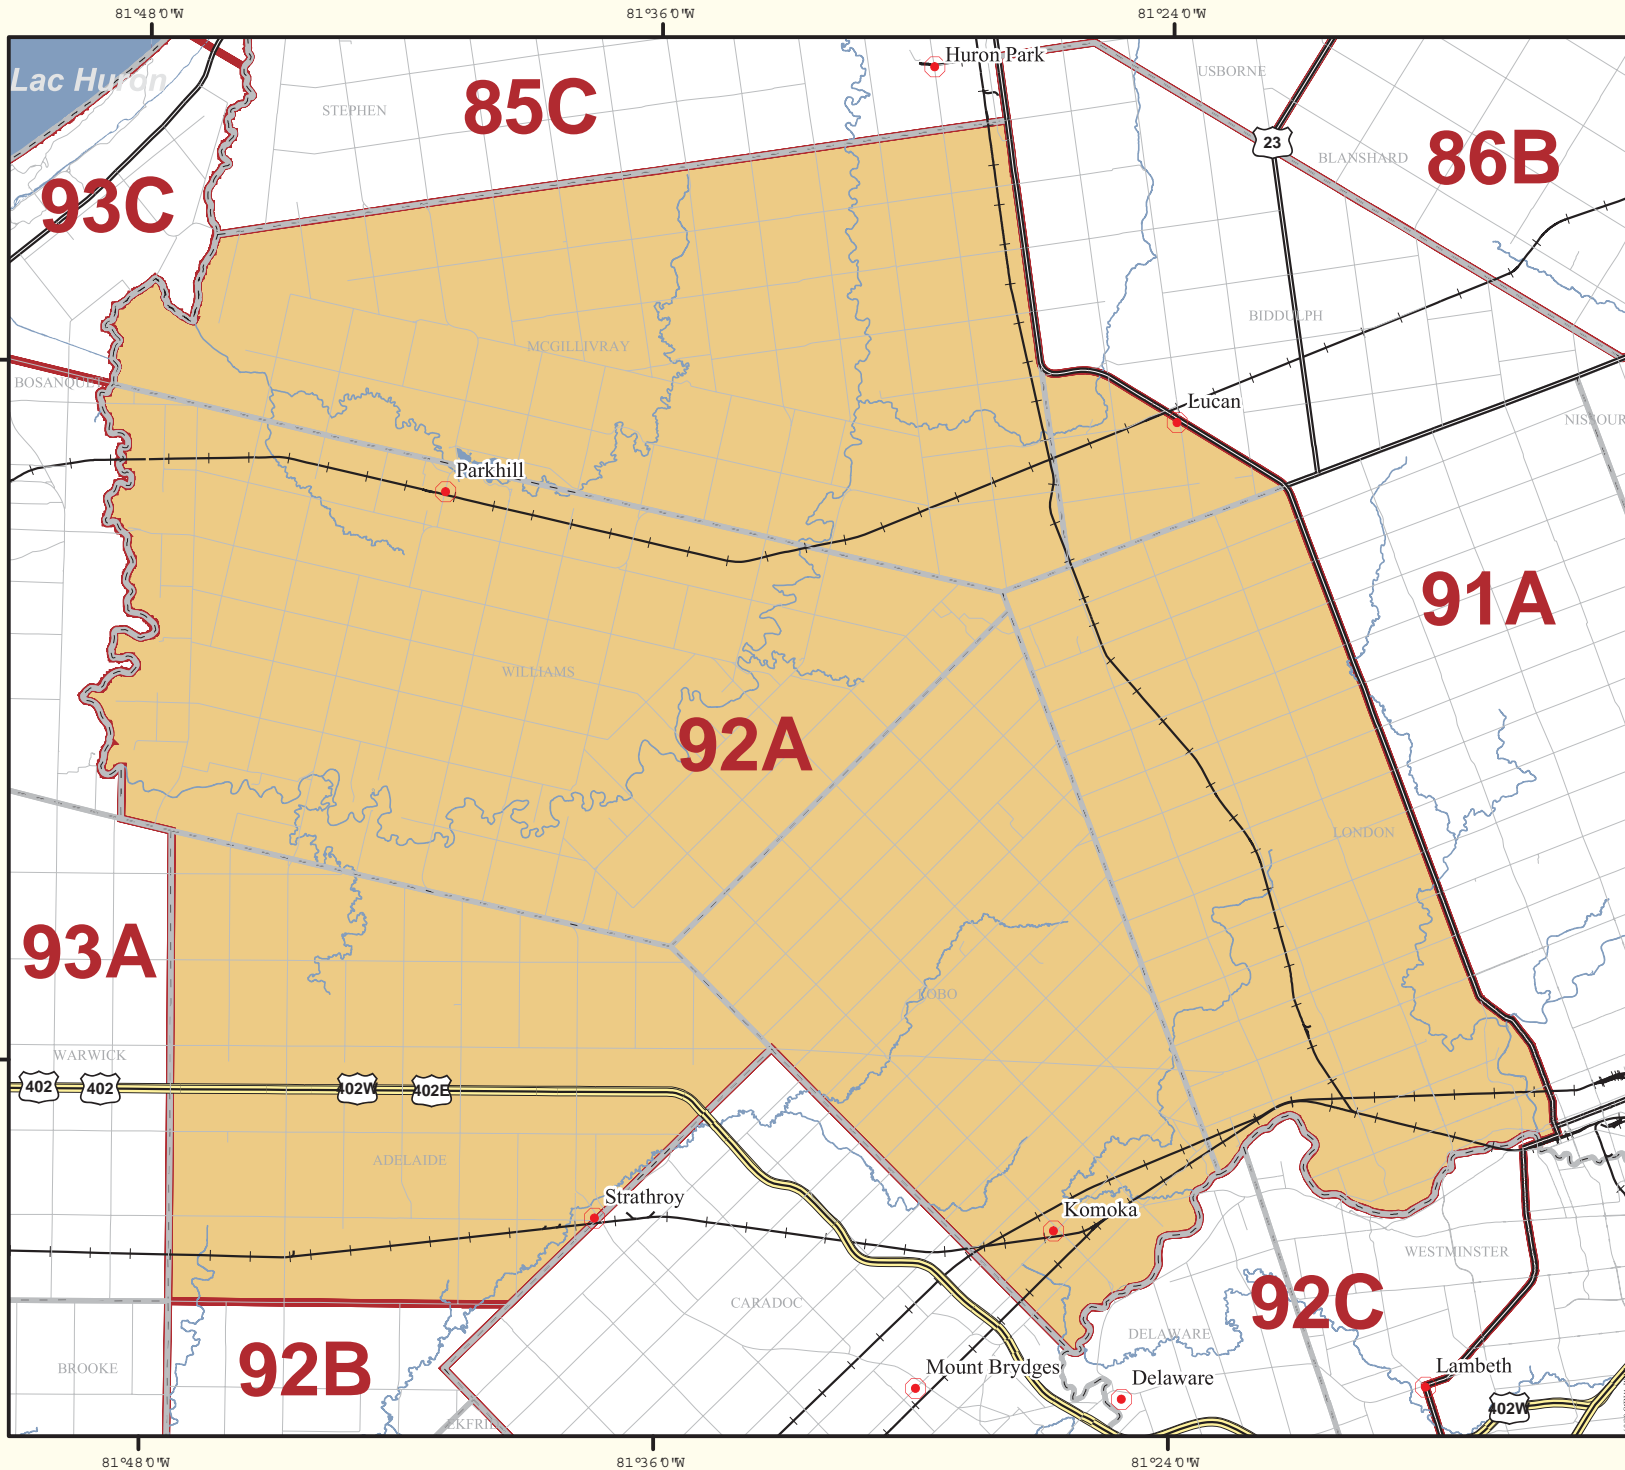 81°48'0"W
81°36'0"W
81°24'0"W
Lac Huron
Huron Park
USBORNE
85C
STEPHEN
23
BLANSHARD
86B
93C
BIDDULPH
MCGILLIVRAY
BOSANQUET
Lucan
NISSOUR
Parkhill
91A
WILLIAMS
92A
LONDON
93A
LOBO
WARWICK
402
402
402W
402E
ADELAIDE
Strathroy
Komoka
WESTMINSTER
CARADOC
92C
DELAWARE
92B
BROOKE
Mount Brydges
Delaware
Lambeth
402W
EKFRI
81°48'0"W
81°36'0"W
81°24'0"W